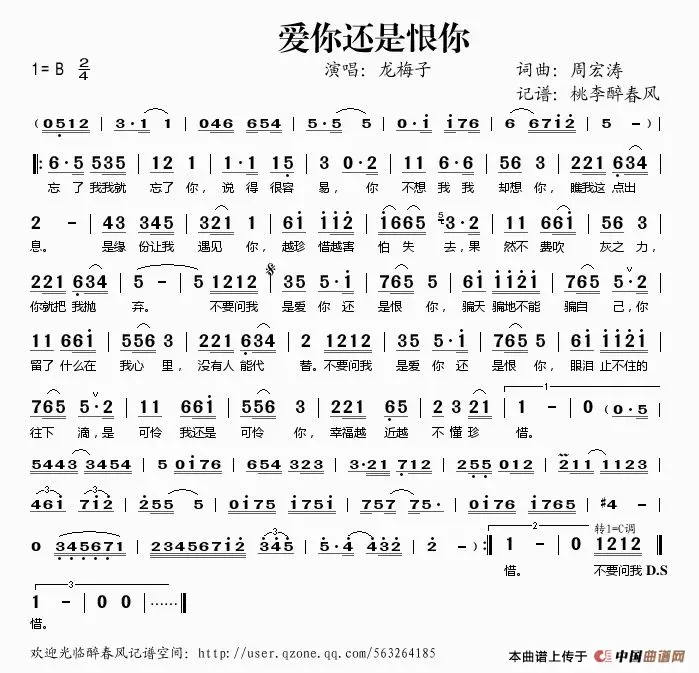 爱你还是恨你
1=B 2/4 演唱:龙梅子 词曲:周宏涛
记谱:桃李醉春风
(0512 | 3·1 1 | 046 654 | 5·5 5 | 0·i i76 | 6 67i2 | 5 - )|
‖: 6·5 535 | 12 1 | 1·1 15 | 3 0·2 | 11 6·6 | 56 3 | 221 634 |
忘了我我就 忘了 你,说得 很容 易,你 不想 我我 却想 你,瞧我这 点出
2 - | 43 345 | 321 1 | 6i ii2 | i665 5 3·2 | 11 66i | 56 3 |
息。 是缘 份让我 遇见 你,越珍 惜越害 怕失 去,果 然不 费吹 灰之 力,
221 634 | 5 - | 5 1212 | 35 5·i | 765 5 | 6i ii2i | 765 5·2 |
你就把 我抛 弃。 不要问我 是爱 你 还 是恨 你,骗天 骗地不能 骗自 己,你
11 66i | 556 3 | 221 634 | 2 1212 | 35 5·i | 765 5 | 6i ii2i |
留了 什么在 我心 里,没有人 能代 昔。不要问我 是爱 你 还 是恨 你,眼泪 止不住的
765 5·2 | 11 66i | 556 3 | 221 65 | 2 3 21 | 1 - | 0 (0·5 |
往下 滴,是 可怜 我还是 可怜 你,幸福越 近越 不懂珍 惜。
1
5443 3454 | 5 0i76 | 654 323 | 3·21 712 | 255 012 | 211 1123 |
46i 7i2 | 255 5 | 0i75 i75i | 757 75· | 0i76 i765 | #4 - |
0 345671 | 234567i2 345 | 5·4 432 | 2 - ) :‖ 1 - | 0 1212 ‖
2 转1=C调
惜。 不要问我 D.S
3
1 - | 0 0 |……‖
惜。
欢迎光临醉春风记谱空间:http://user.qzone.qq.com/563264185
本曲谱上传于 中国曲谱网